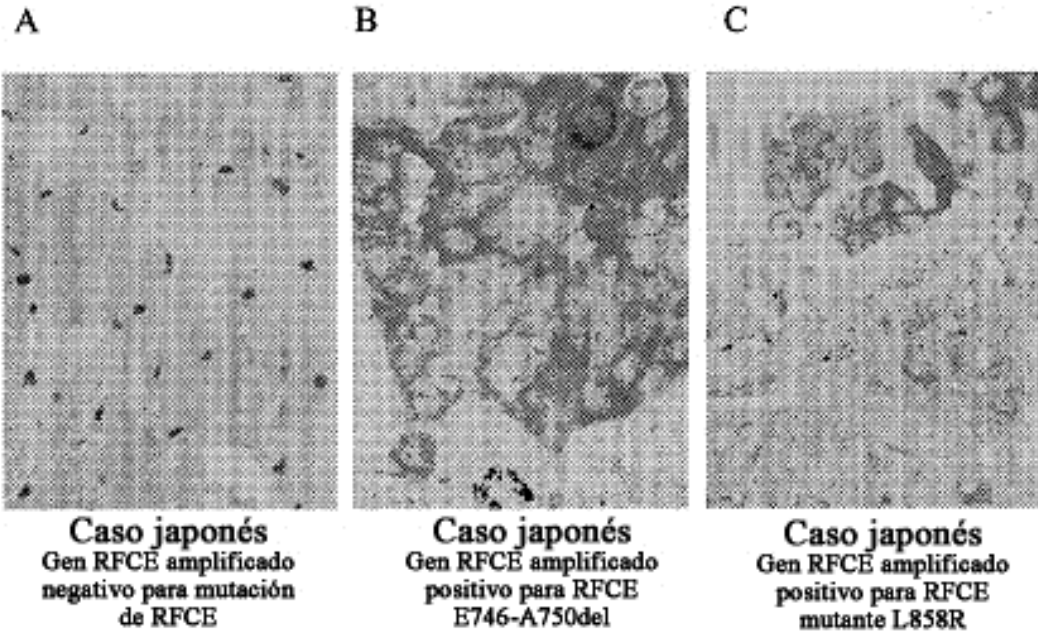 A
B
C
Caso japonés
Gen RFCE amplificado
negativo para mutación
de RFCE
Caso japonés
Gen RFCE amplificado
positivo para RFCE
E746-A750del
Caso japonés
Gen RFCE amplificado
positivo para RFCE
mutante L858R